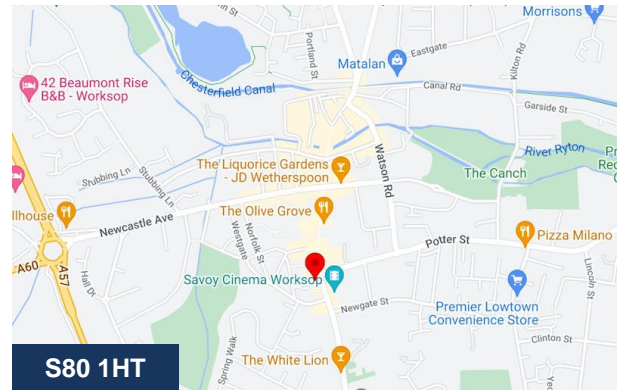 Morrisons
Portland St
Eastgate
Matalan
Kilton Rd
42 Beaumont Rise
B&B - Worksop
Chesterfield Canal
Canal Rd
Garside St
Watson Rd
River Ryton
Pr
Rec
The Liquorice Gardens
- JD Wetherspoon
The Canch
Stubbing Ln
Stubbing Ln
llhouse
Newcastle Ave
The Olive Grove
Westgate
Norfolk St
Potter St
Pizza Milano
A60
A57
Hall Dr
Savoy Cinema Worksop
Lincoln St
Newgate St
Premier Lowtown
Convenience Store
Clinton St
Spring Walk
The White Lion
S80 1HT